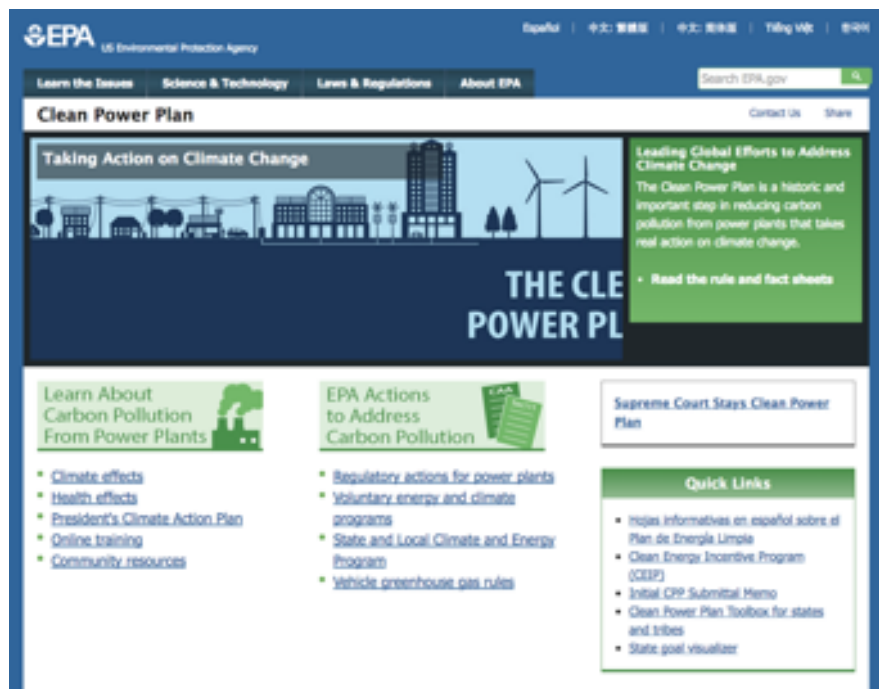 EPA
US Environmental Protection Agency
Español | 中文: 繁體版 | 中文: 简体版 | Tiếng Việt | 한국어
Learn the Issues Science & Technology Laws & Regulations About EPA
Search EPA.gov
Clean Power Plan
Contact Us Share
Taking Action on Climate Change
THE CLE
POWER PL
Leading Global Efforts to Address
Climate Change
The Clean Power Plan is a historic and
important step in reducing carbon
pollution from power plants that takes
real action on climate change.
• Read the rule and fact sheets
Learn About
Carbon Pollution
From Power Plants
• Climate effects
• Health effects
• President's Climate Action Plan
• Online training
• Community resources
EPA Actions
to Address
Carbon Pollution
CAA
• Regulatory actions for power plants
• Voluntary energy and climate
programs
• State and Local Climate and Energy
Program
• Vehicle greenhouse gas rules
Supreme Court Stays Clean Power
Plan
Quick Links
• Hojas informativas en español sobre el
Plan de Energía Limpia
• Clean Energy Incentive Program
(CEIP)
• Initial CPP Submittal Memo
• Clean Power Plan Toolbox for states
and tribes
• State goal visualizer